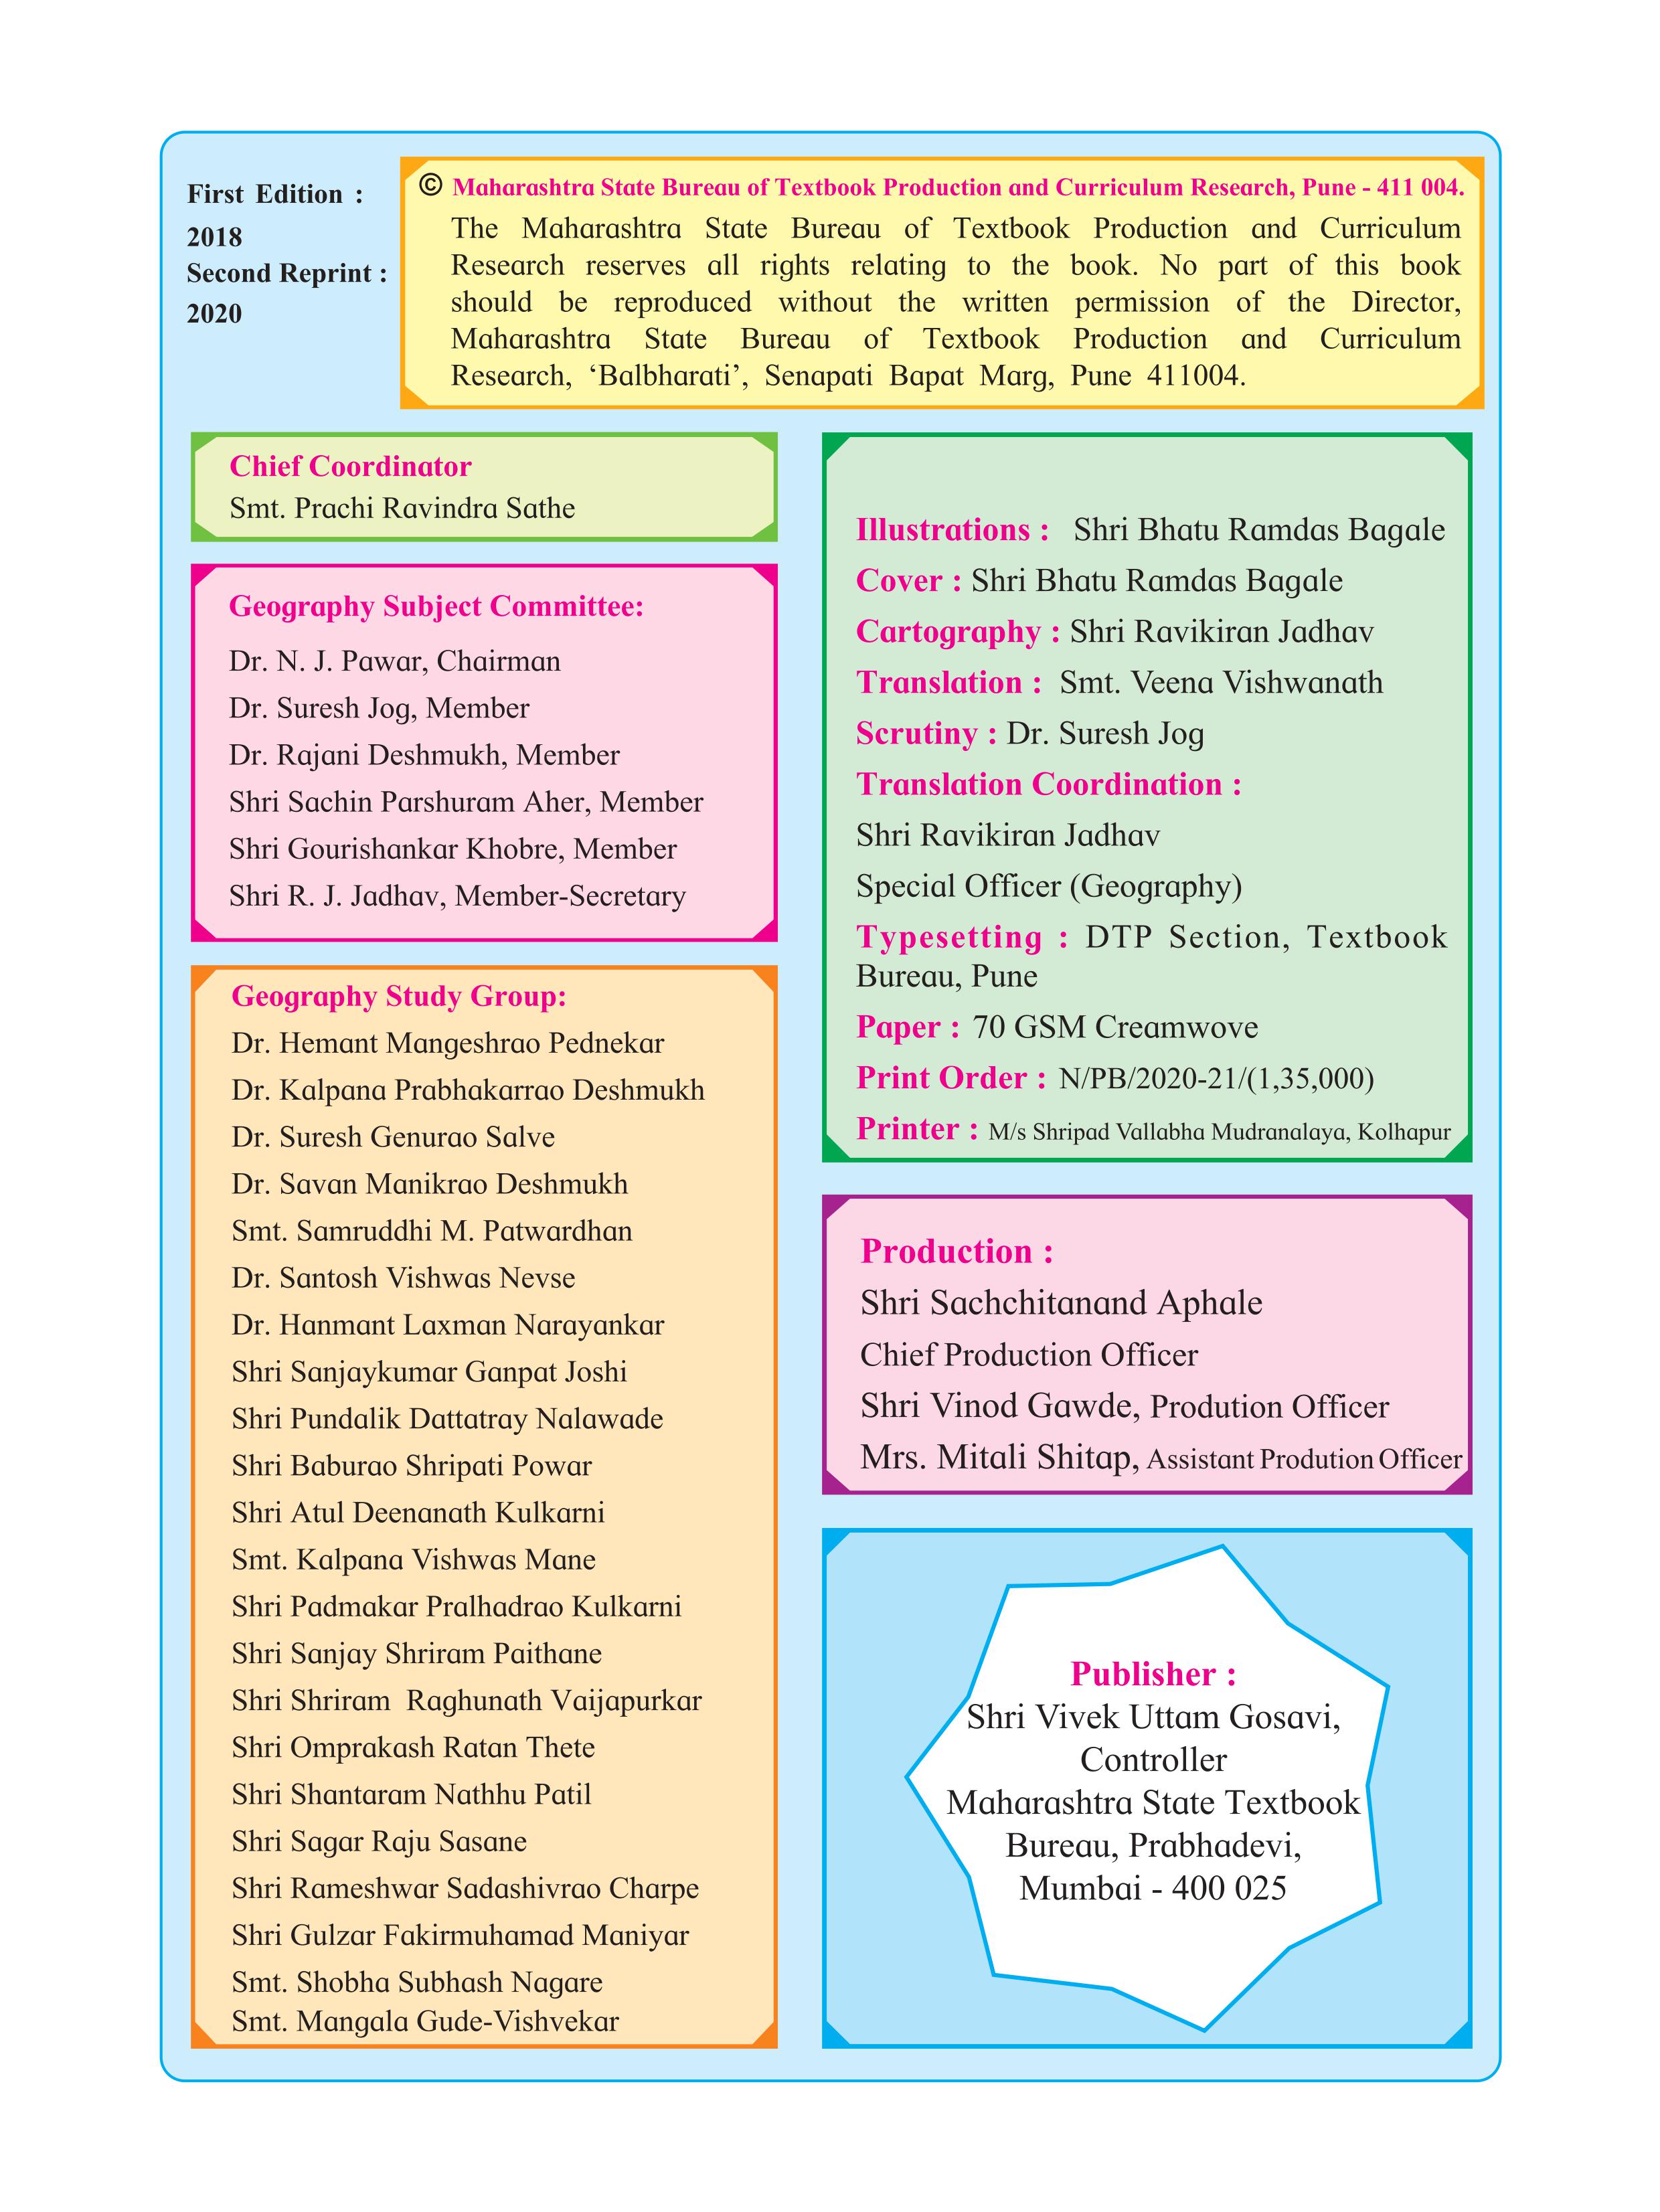 First Edition :
2018
Second Reprint :
2020
© Maharashtra State Bureau of Textbook Production and Curriculum Research, Pune - 411 004.
The Maharashtra State Bureau of Textbook Production and Curriculum
Research reserves all rights relating to the book. No part of this book
should be reproduced without the written permission of the Director,
Maharashtra State Bureau of Textbook Production and Curriculum
Research, ‘Balbharati’, Senapati Bapat Marg, Pune 411004.
Chief Coordinator
Smt. Prachi Ravindra Sathe
Geography Subject Committee:
Dr. N. J. Pawar, Chairman
Dr. Suresh Jog, Member
Dr. Rajani Deshmukh, Member
Shri Sachin Parshuram Aher, Member
Shri Gourishankar Khobre, Member
Shri R. J. Jadhav, Member-Secretary
Geography Study Group:
Dr. Hemant Mangeshrao Pednekar
Dr. Kalpana Prabhakarrao Deshmukh
Dr. Suresh Genurao Salve
Dr. Savan Manikrao Deshmukh
Smt. Samruddhi M. Patwardhan
Dr. Santosh Vishwas Nevse
Dr. Hanmant Laxman Narayankar
Shri Sanjaykumar Ganpat Joshi
Shri Pundalik Dattatray Nalawade
Shri Baburao Shripati Powar
Shri Atul Deenanath Kulkarni
Smt. Kalpana Vishwas Mane
Shri Padmakar Pralhadrao Kulkarni
Shri Sanjay Shriram Paithane
Shri Shriram Raghunath Vaijapurkar
Shri Omprakash Ratan Thete
Shri Shantaram Nathhu Patil
Shri Sagar Raju Sasane
Shri Rameshwar Sadashivrao Charpe
Shri Gulzar Fakirmuhamad Maniyar
Smt. Shobha Subhash Nagare
Smt. Mangala Gude-Vishvekar
Illustrations : Shri Bhatu Ramdas Bagale
Cover : Shri Bhatu Ramdas Bagale
Cartography : Shri Ravikiran Jadhav
Translation : Smt. Veena Vishwanath
Scrutiny : Dr. Suresh Jog
Translation Coordination :
Shri Ravikiran Jadhav
Special Officer (Geography)
Typesetting : DTP Section, Textbook
Bureau, Pune
Paper : 70 GSM Creamwove
Print Order : N/PB/2020-21/(1,35,000)
Printer : M/s Shripad Vallabha Mudranalaya, Kolhapur
Production :
Shri Sachchitanand Aphale
Chief Production Officer
Shri Vinod Gawde, Prodution Officer
Mrs. Mitali Shitap, Assistant Prodution Officer
Publisher :
Shri Vivek Uttam Gosavi,
Controller
Maharashtra State Textbook
Bureau, Prabhadevi,
Mumbai - 400 025